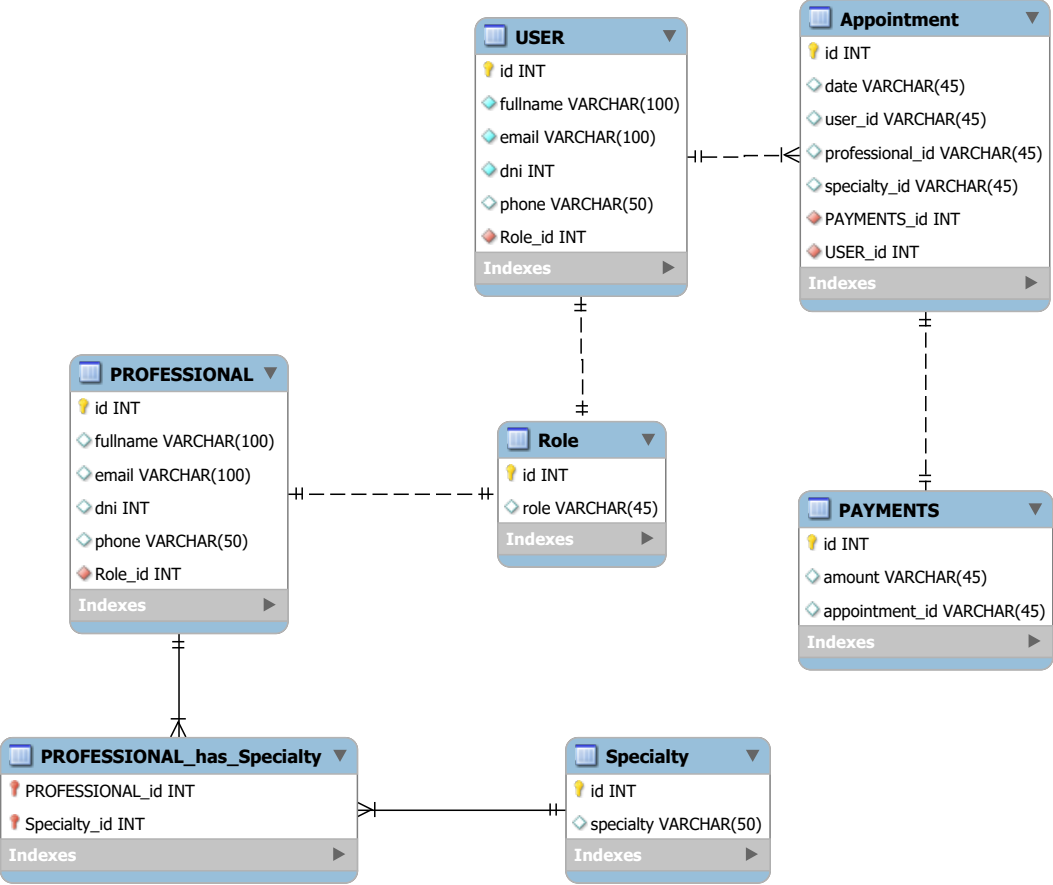 USER
id INT
fullname VARCHAR(100)
email VARCHAR(100)
dni INT
phone VARCHAR(50)
Role_id INT
Indexes
Appointment
id INT
date VARCHAR(45)
user_id VARCHAR(45)
professional_id VARCHAR(45)
specialty_id VARCHAR(45)
PAYMENTS_id INT
USER_id INT
Indexes
PROFESSIONAL
id INT
fullname VARCHAR(100)
email VARCHAR(100)
dni INT
phone VARCHAR(50)
Role_id INT
Indexes
Role
id INT
role VARCHAR(45)
Indexes
PAYMENTS
id INT
amount VARCHAR(45)
appointment_id VARCHAR(45)
Indexes
PROFESSIONAL_has_Specialty
PROFESSIONAL_id INT
Specialty_id INT
Indexes
Specialty
id INT
specialty VARCHAR(50)
Indexes